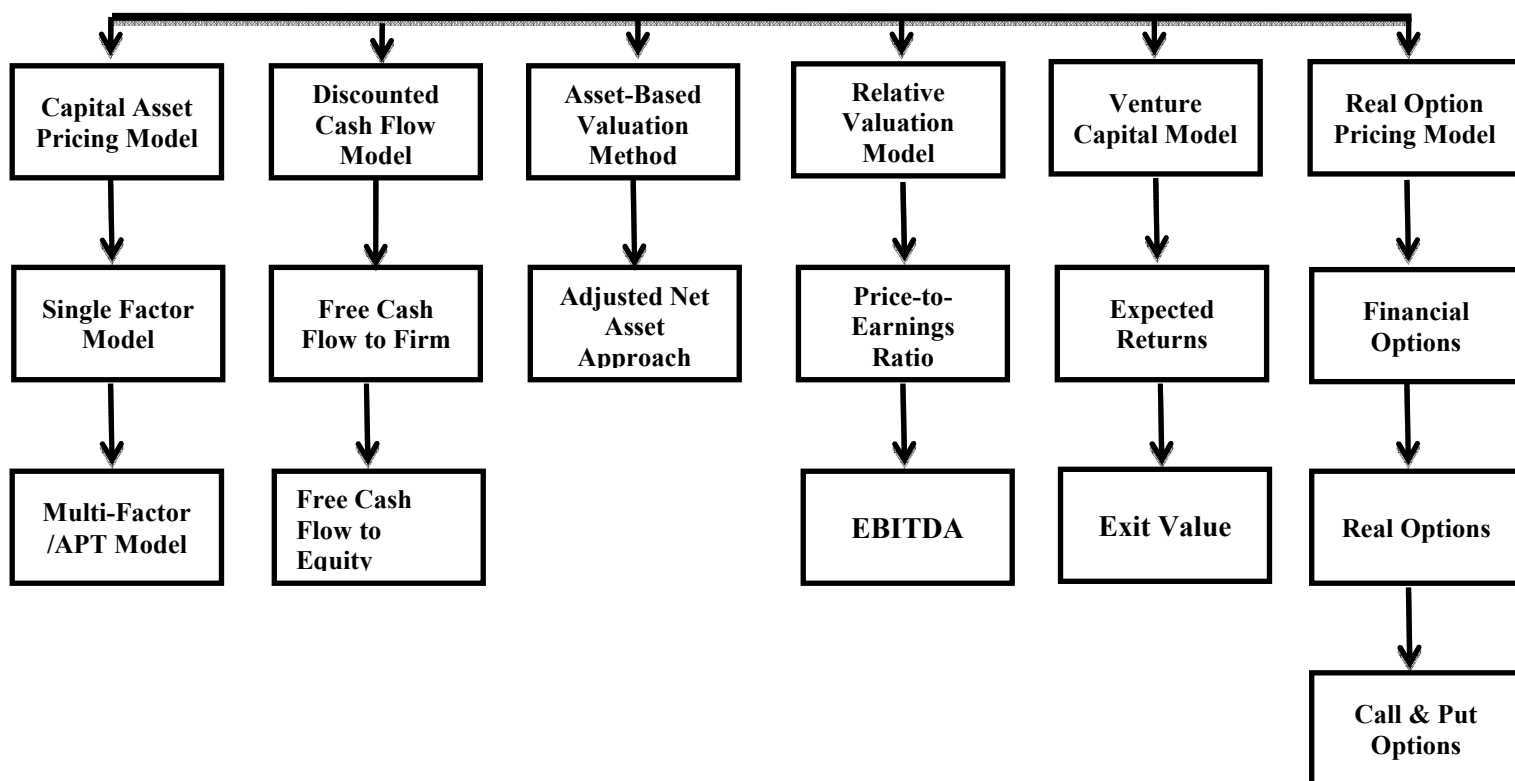 Capital Asset
Pricing Model
Discounted
Cash Flow
Model
Asset-Based
Valuation
Method
Relative
Valuation
Model
Venture
Capital Model
Real Option
Pricing Model
Single Factor
Model
Free Cash
Flow to Firm
Adjusted Net
Asset
Approach
Price-to-
Earnings
Ratio
Expected
Returns
Financial
Options
Multi-Factor
/APT Model
Free Cash
Flow to
Equity
EBITDA
Exit Value
Real Options
Call & Put
Options